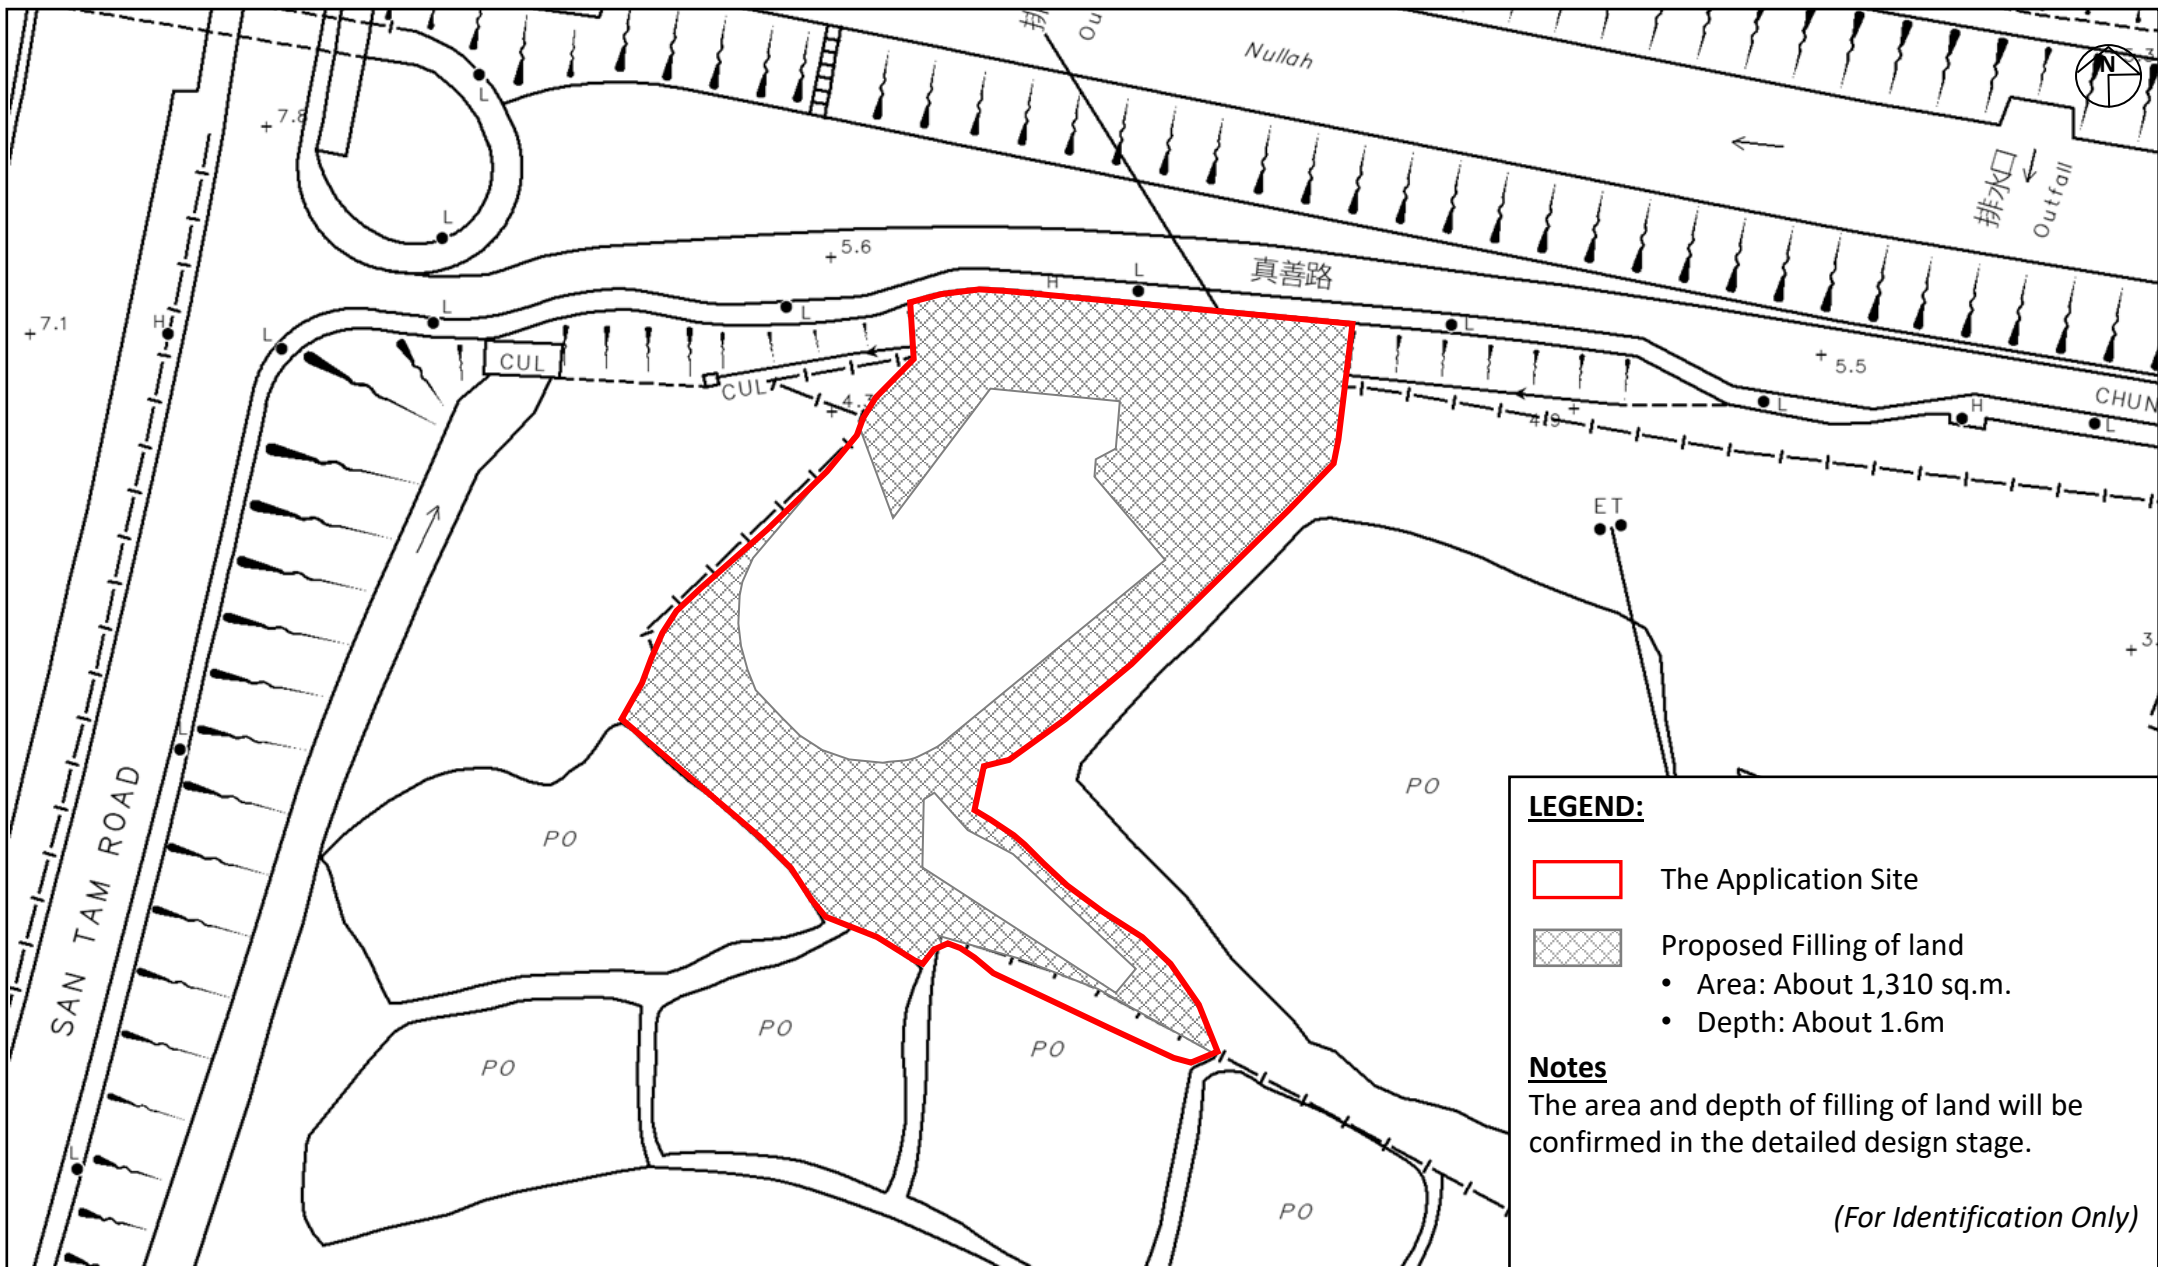 Nullah
N
7.8
L
L
5.6
真善路
H
L
排水口
Outfall
7.1
H
L
L
L
L
CUL
CUL
5.5
CHUN
4.9
L
H
L
ET
L
SAN TAM ROAD
PO
PO
PO
PO
PO
PO
L
LEGEND:
The Application Site
Proposed Filling of land
• Area: About 1,310 sq.m.
• Depth: About 1.6m
Notes
The area and depth of filling of land will be
confirmed in the detailed design stage.
(For Identification Only)